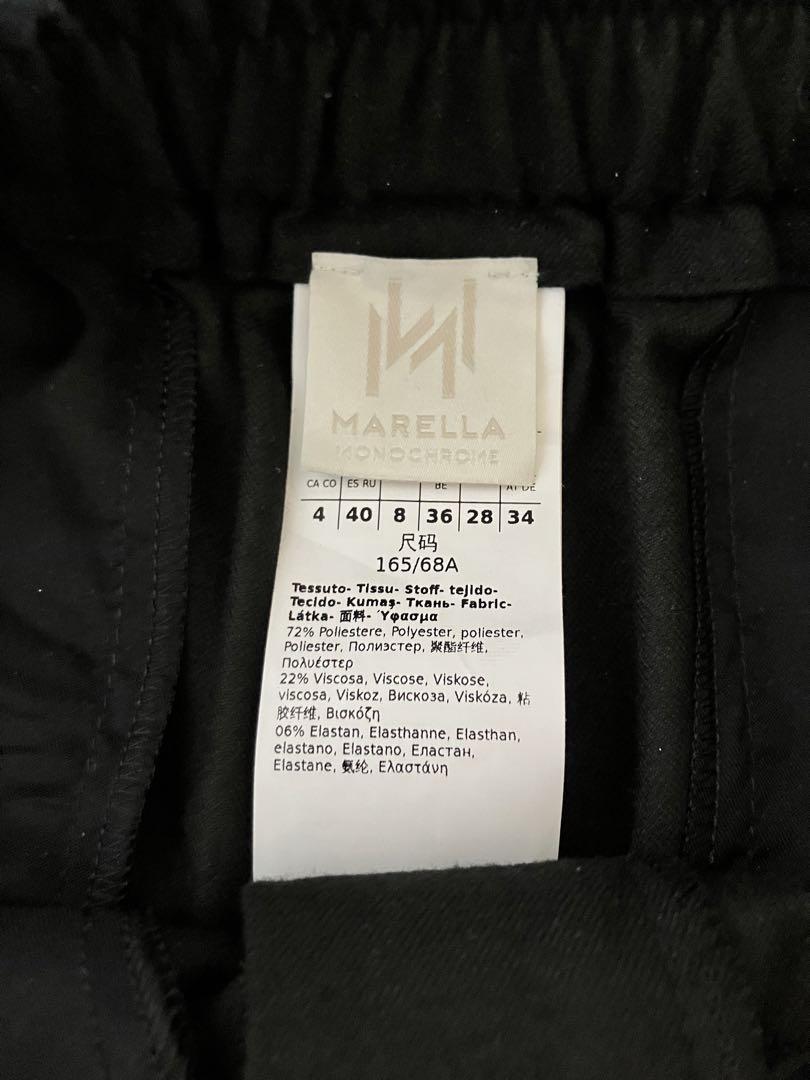 MARELLA
MONOCHROME
CA CO ES RU BE AT DE
4 40 8 36 28 34
尺码
165/68A
Tessuto- Tissu- Stoff- tejido-
Tecido- Kumaş- Ткань- Fabric-
Látka- 面料- Ύφασμα
72% Poliestere, Polyester, poliester,
Poliester, Полиэстер, 聚酯纤维,
Πολυέστερ
22% Viscosa, Viscose, Viskose,
viscosa, Viskoz, Вискоза, Viskóza, 粘
胶纤维, Βισκόζη
06% Elastan, Elasthanne, Elasthan,
elastano, Elastano, Еластан,
Elastane, 氨纶, Ελαστάνη